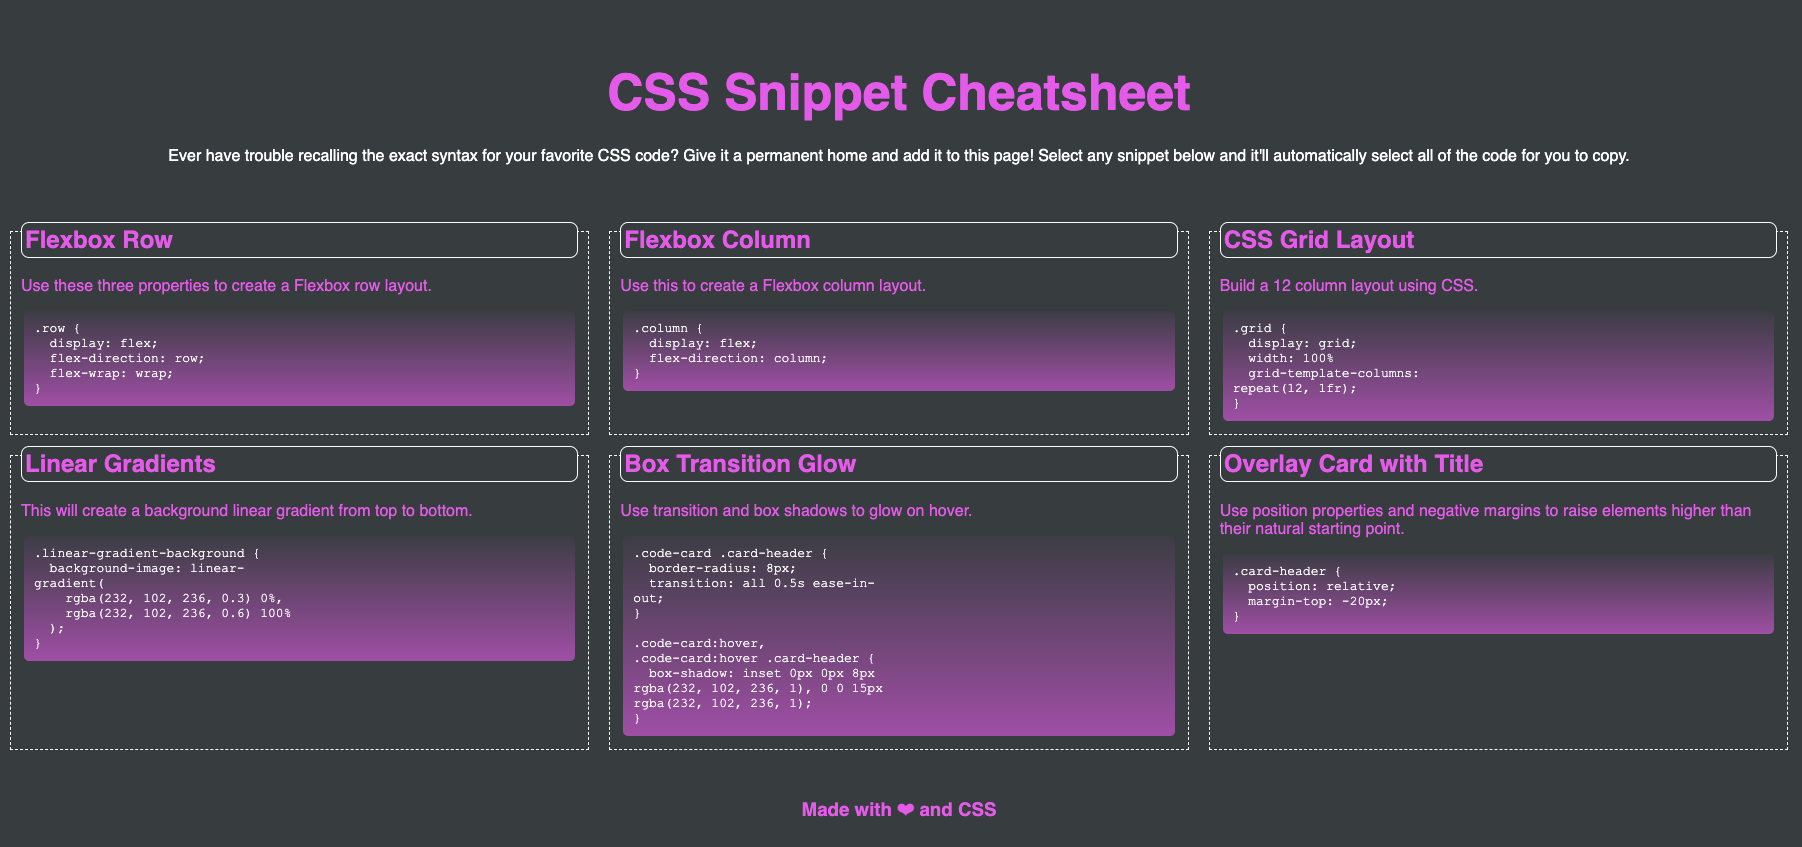 CSS Snippet Cheatsheet
Ever have trouble recalling the exact syntax for your favorite CSS code? Give it a permanent home and add it to this page! Select any snippet below and it'll automatically select all of the code for you to copy.
Flexbox Row
Use these three properties to create a Flexbox row layout.
.row {
  display: flex;
  flex-direction: row;
  flex-wrap: wrap;
}
Flexbox Column
Use this to create a Flexbox column layout.
.column {
  display: flex;
  flex-direction: column;
}
CSS Grid Layout
Build a 12 column layout using CSS.
.grid {
  display: grid;
  width: 100%
  grid-template-columns:
repeat(12, 1fr);
}
Linear Gradients
This will create a background linear gradient from top to bottom.
.linear-gradient-background {
  background-image: linear-
gradient(
    rgba(232, 102, 236, 0.3) 0%,
    rgba(232, 102, 236, 0.6) 100%
  );
}
Box Transition Glow
Use transition and box shadows to glow on hover.
.code-card .card-header {
  border-radius: 8px;
  transition: all 0.5s ease-in-
out;
}

.code-card:hover,
.code-card:hover .card-header {
  box-shadow: inset 0px 0px 8px
rgba(232, 102, 236, 1), 0 0 15px
rgba(232, 102, 236, 1);
}
Overlay Card with Title
Use position properties and negative margins to raise elements higher than
their natural starting point.
.card-header {
  position: relative;
  margin-top: -20px;
}
Made with ❤ and CSS